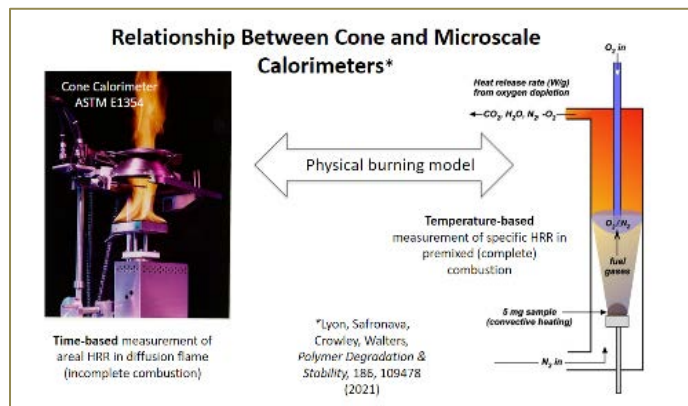 Relationship Between Cone and Microscale
Calorimeters*
Cone Calorimeter
ASTM E1354
Physical burning model
Time-based measurement of
areal HRR in diffusion flame
(incomplete combustion)
Temperature-based
measurement of specific HRR in
premixed (complete)
combustion
*Lyon, Safronava,
Crowley, Walters,
Polymer Degradation &
Stability, 186, 109478
(2021)
O₂ in
Heat release rate (W/g)
from oxygen depletion
CO₂, H₂O, N₂, -O₂
O₂/N₂
fuel
gases
5 mg sample
(convective heating)
N₂ in